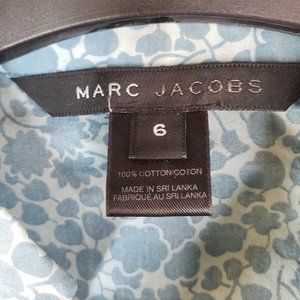 MARC JACOBS
6
100% COTTON/COTON
MADE IN SRI LANKA
FABRIQUÉ AU SRI LANKA